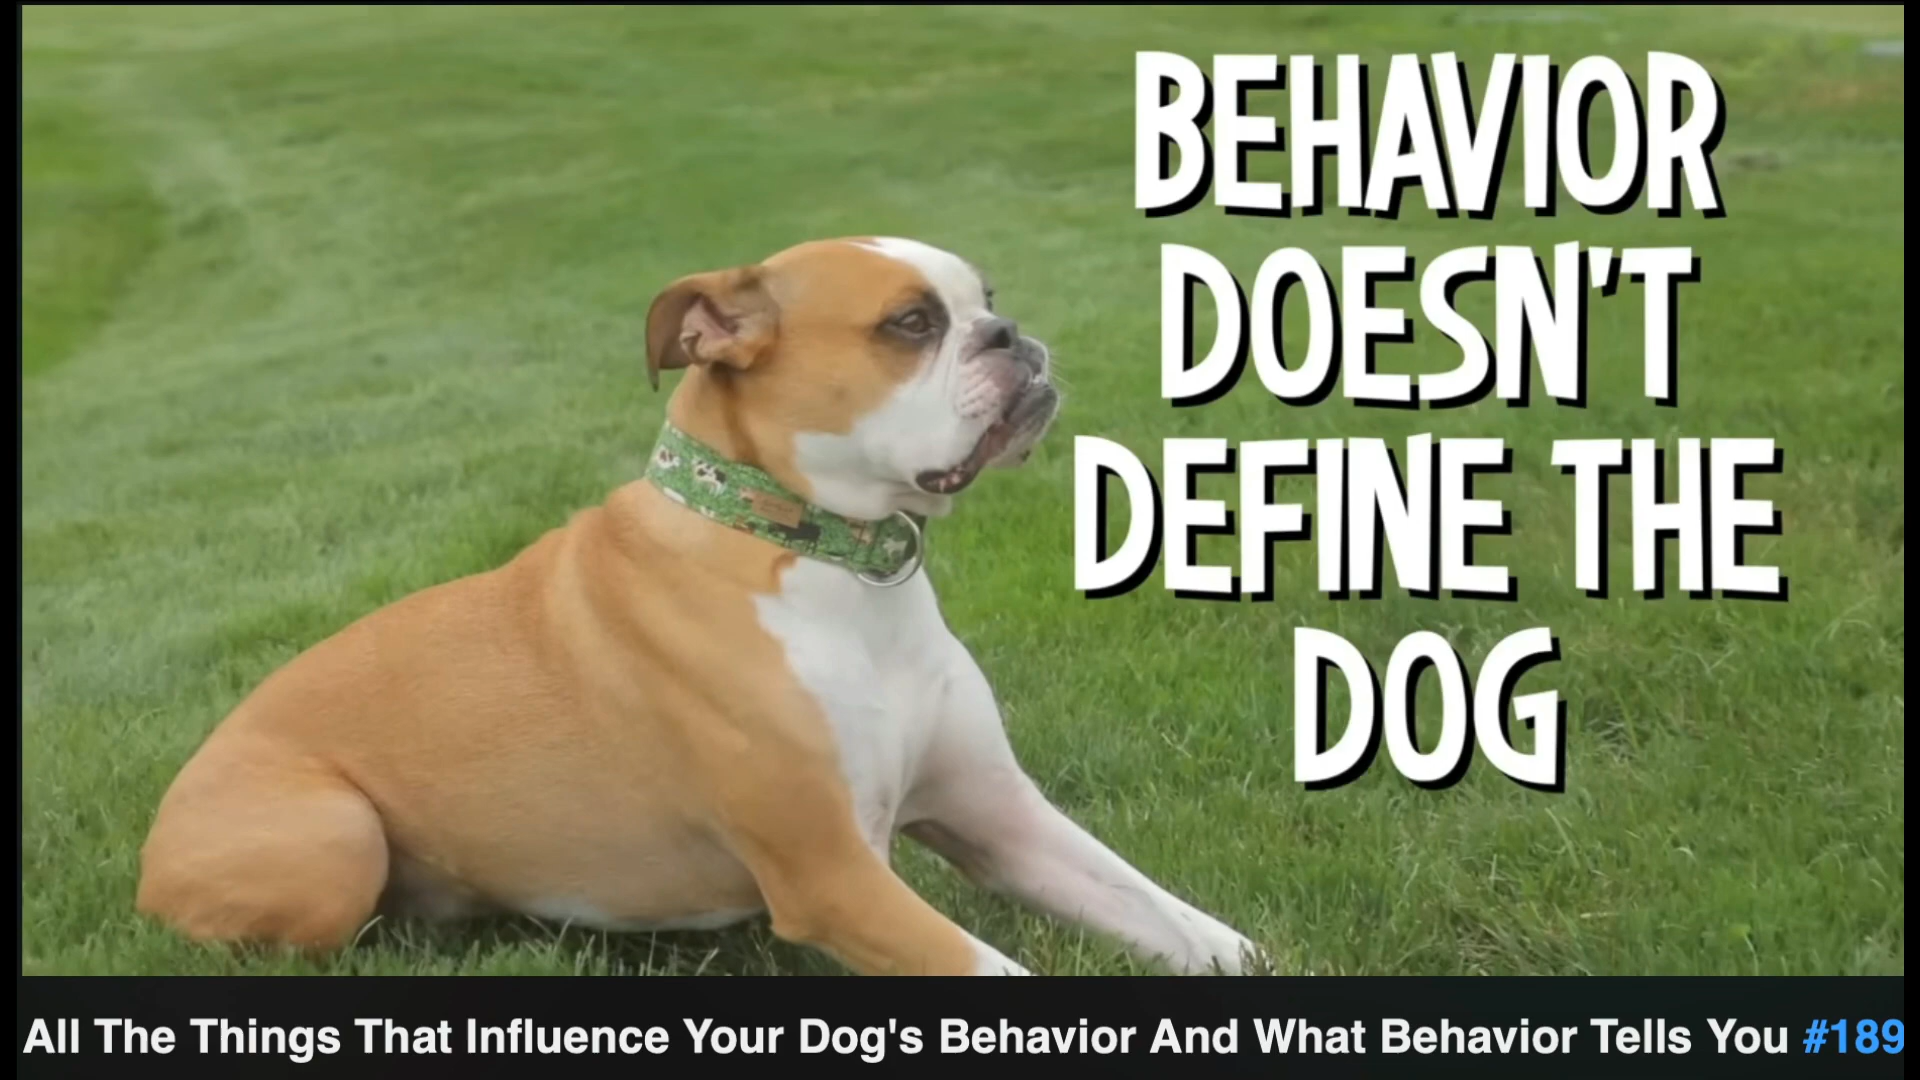 BEHAVIOR
DOESN'T
DEFINE THE
DOG
All The Things That Influence Your Dog's Behavior And What Behavior Tells You #189